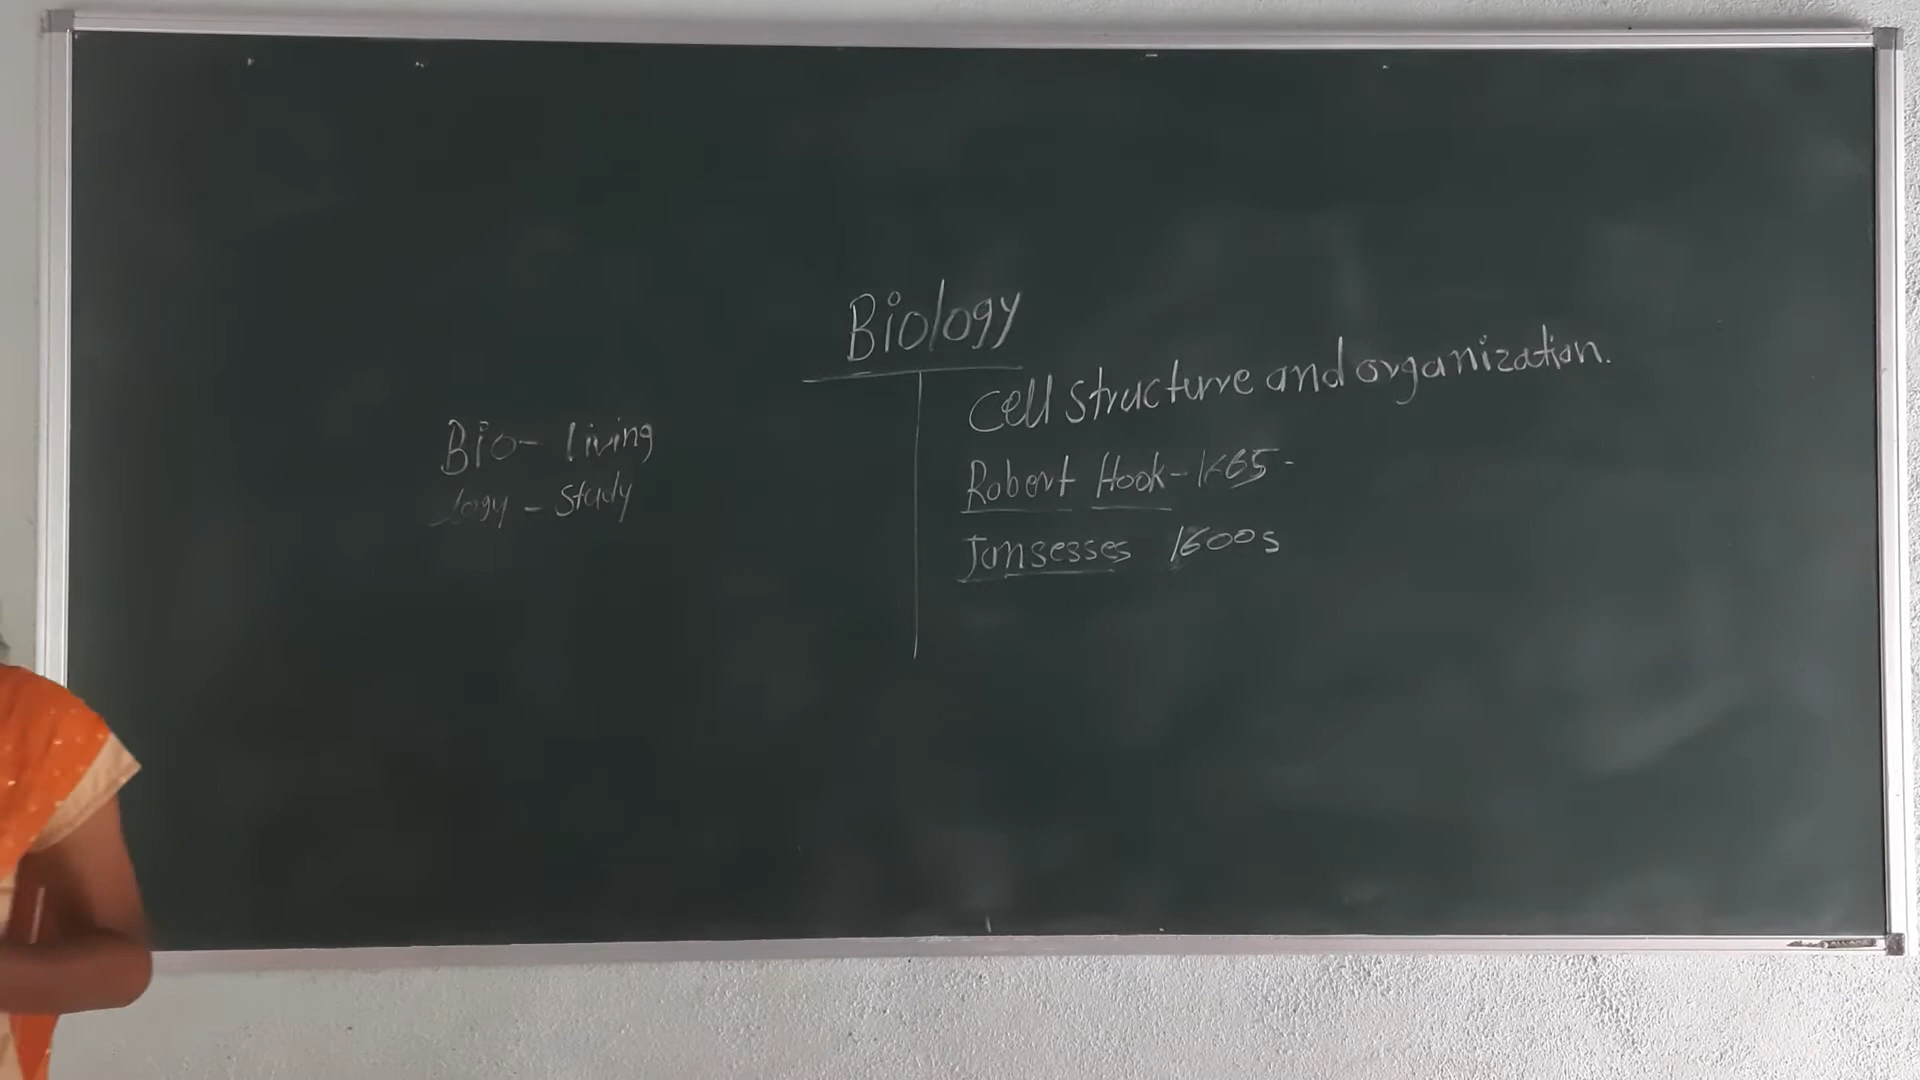 Biology
Bio- living
logy - study
Cell structure and organization.
Robert Hook - 1665 -
Jansesses 1600s